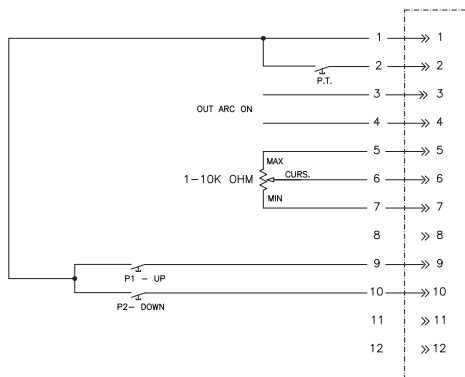 1 1
2 2
P.T.
3 3
OUT ARC ON
4 4
5 5
MAX
1-10K OHM CURS. 6 6
MIN
7 7
8 8
9 9
P1 - UP
10 10
P2- DOWN
11 11
12 12